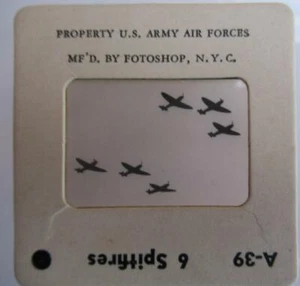 PROPERTY U.S. ARMY AIR FORCES
MF'D. BY FOTOSHOP, N.Y.C.
A-39 6 Spitfires